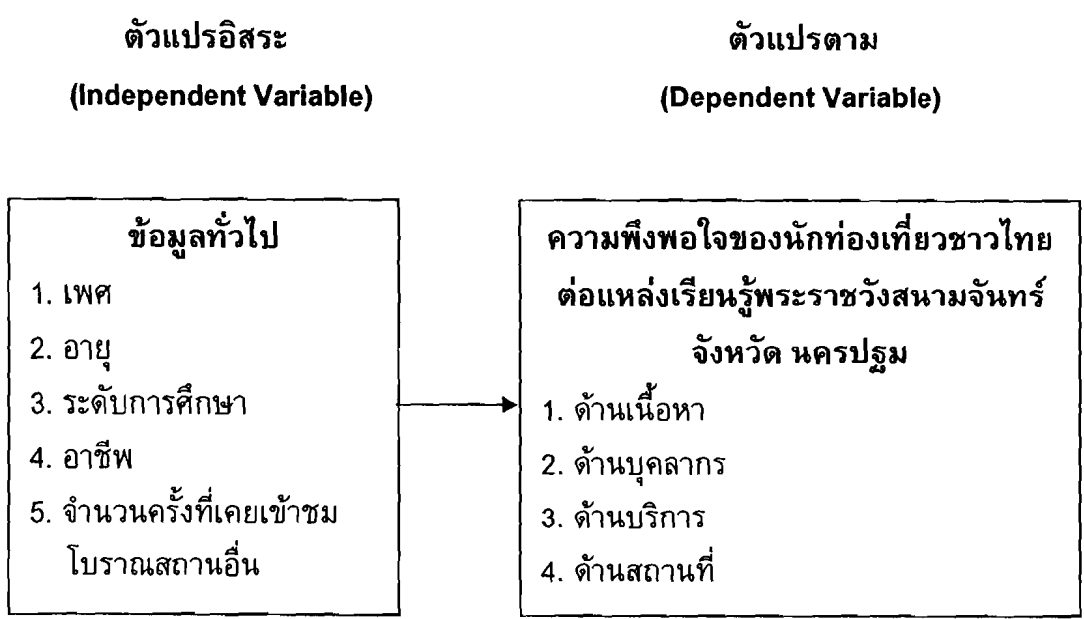 ตัวแปรอิสระ
(Independent Variable)
ตัวแปรตาม
(Dependent Variable)
ข้อมูลทั่วไป
1. เพศ
2. อายุ
3. ระดับการศึกษา
4. อาชีพ
5. จำนวนครั้งที่เคยเข้าชม
โบราณสถานอื่น
ความพึงพอใจของนักท่องเที่ยวชาวไทย
ต่อแหล่งเรียนรู้พระราชวังสนามจันทร์
จังหวัด นครปฐม
1. ด้านเนื้อหา
2. ด้านบุคลากร
3. ด้านบริการ
4. ด้านสถานที่